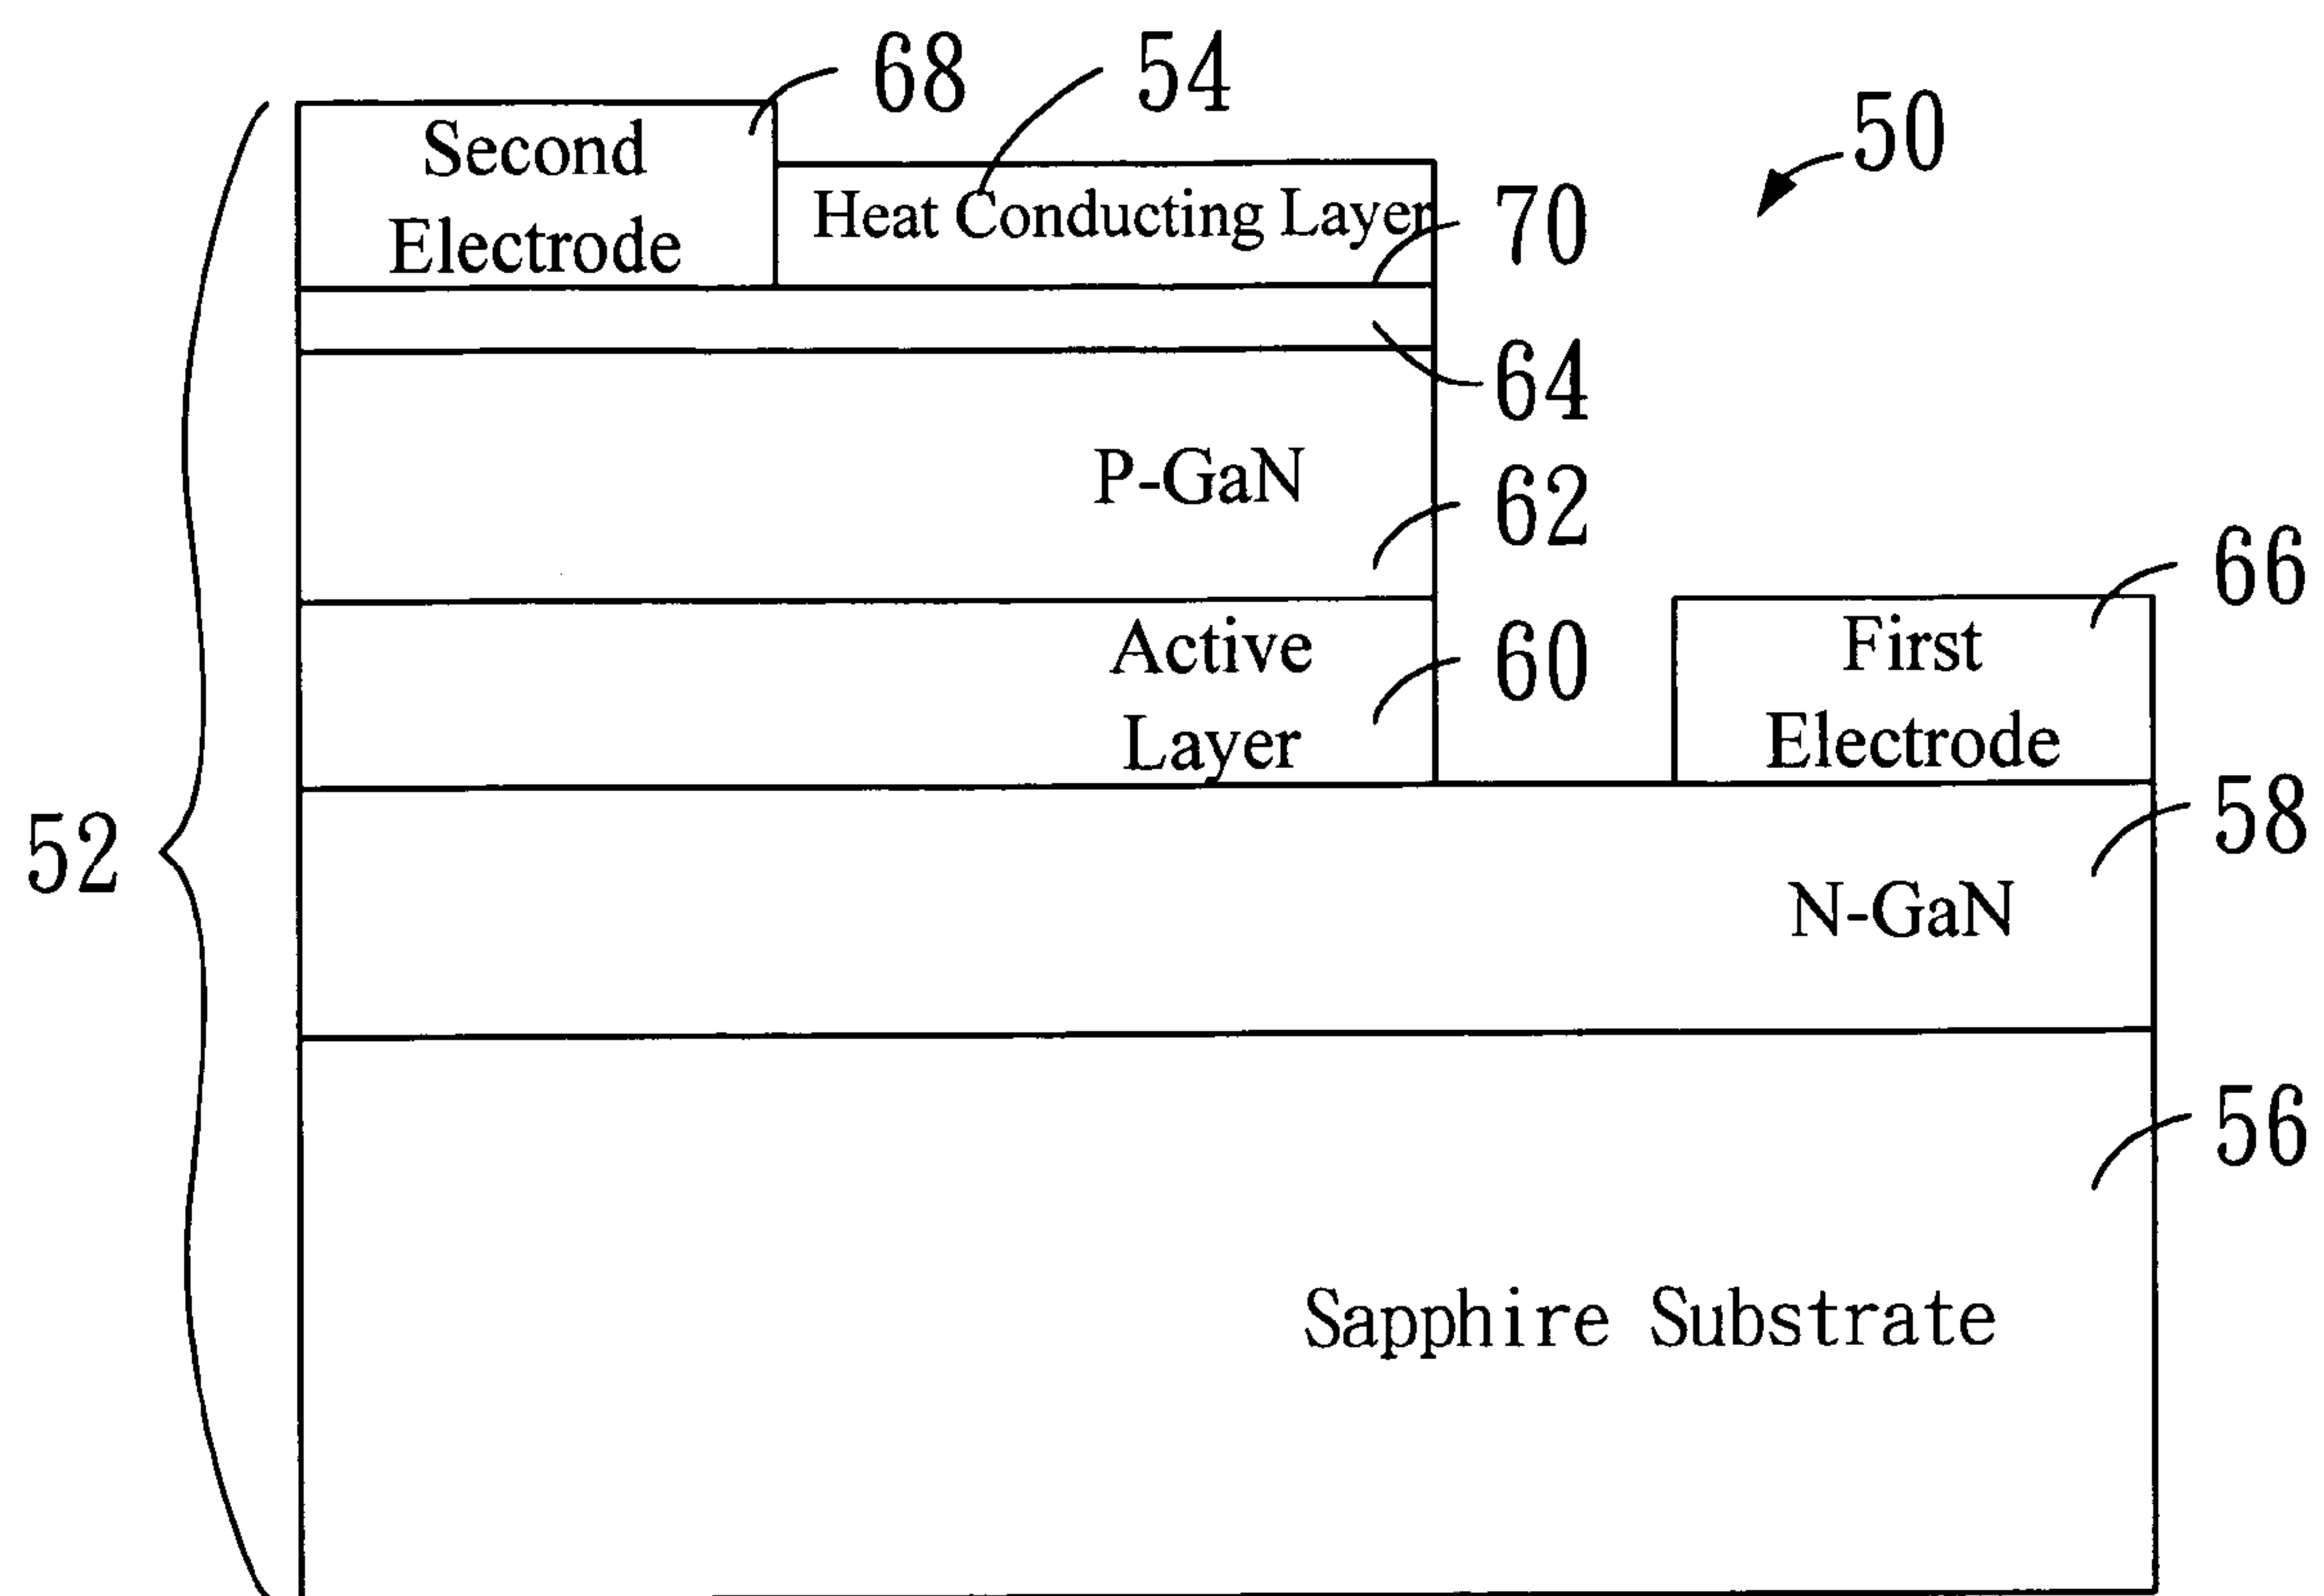 68
54
50
Second
Electrode
Heat Conducting Layer
70
64
P-GaN
62
66
Active
Layer
60
First
Electrode
52
58
N-GaN
56
Sapphire Substrate